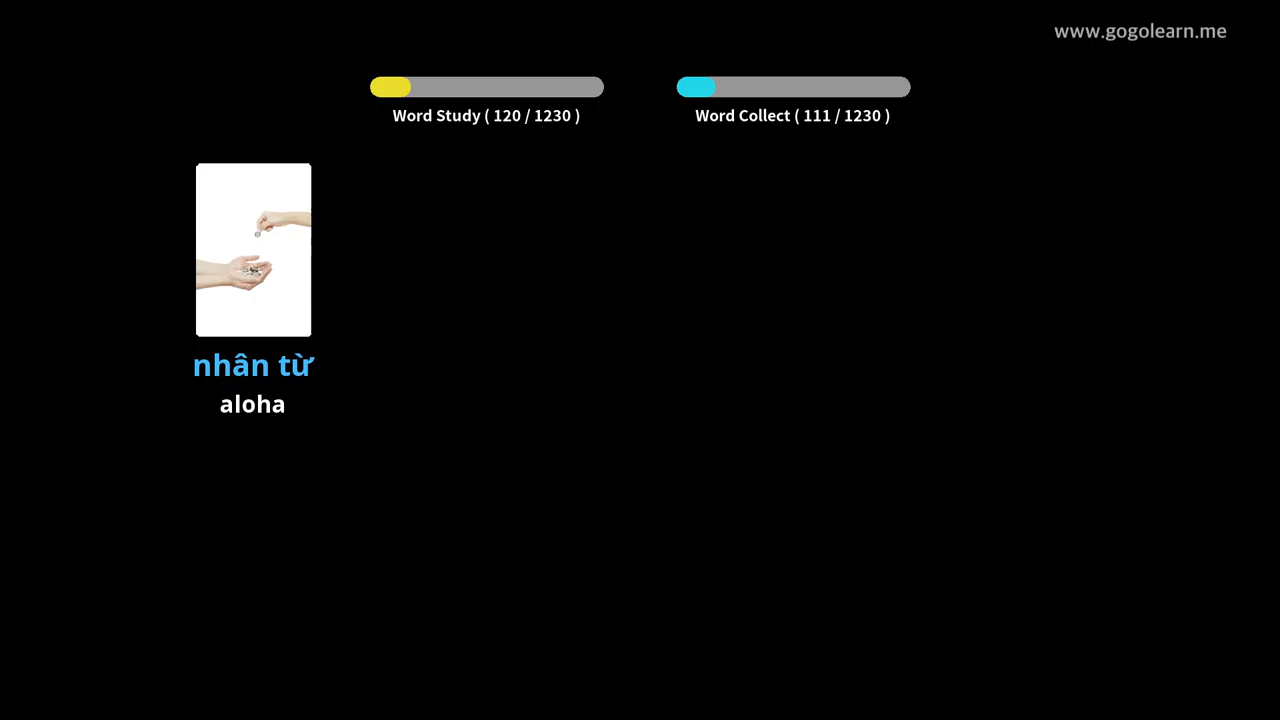 www.gogolearn.me
Word Study ( 120 / 1230 )
Word Collect ( 111 / 1230 )
nhân từ
aloha